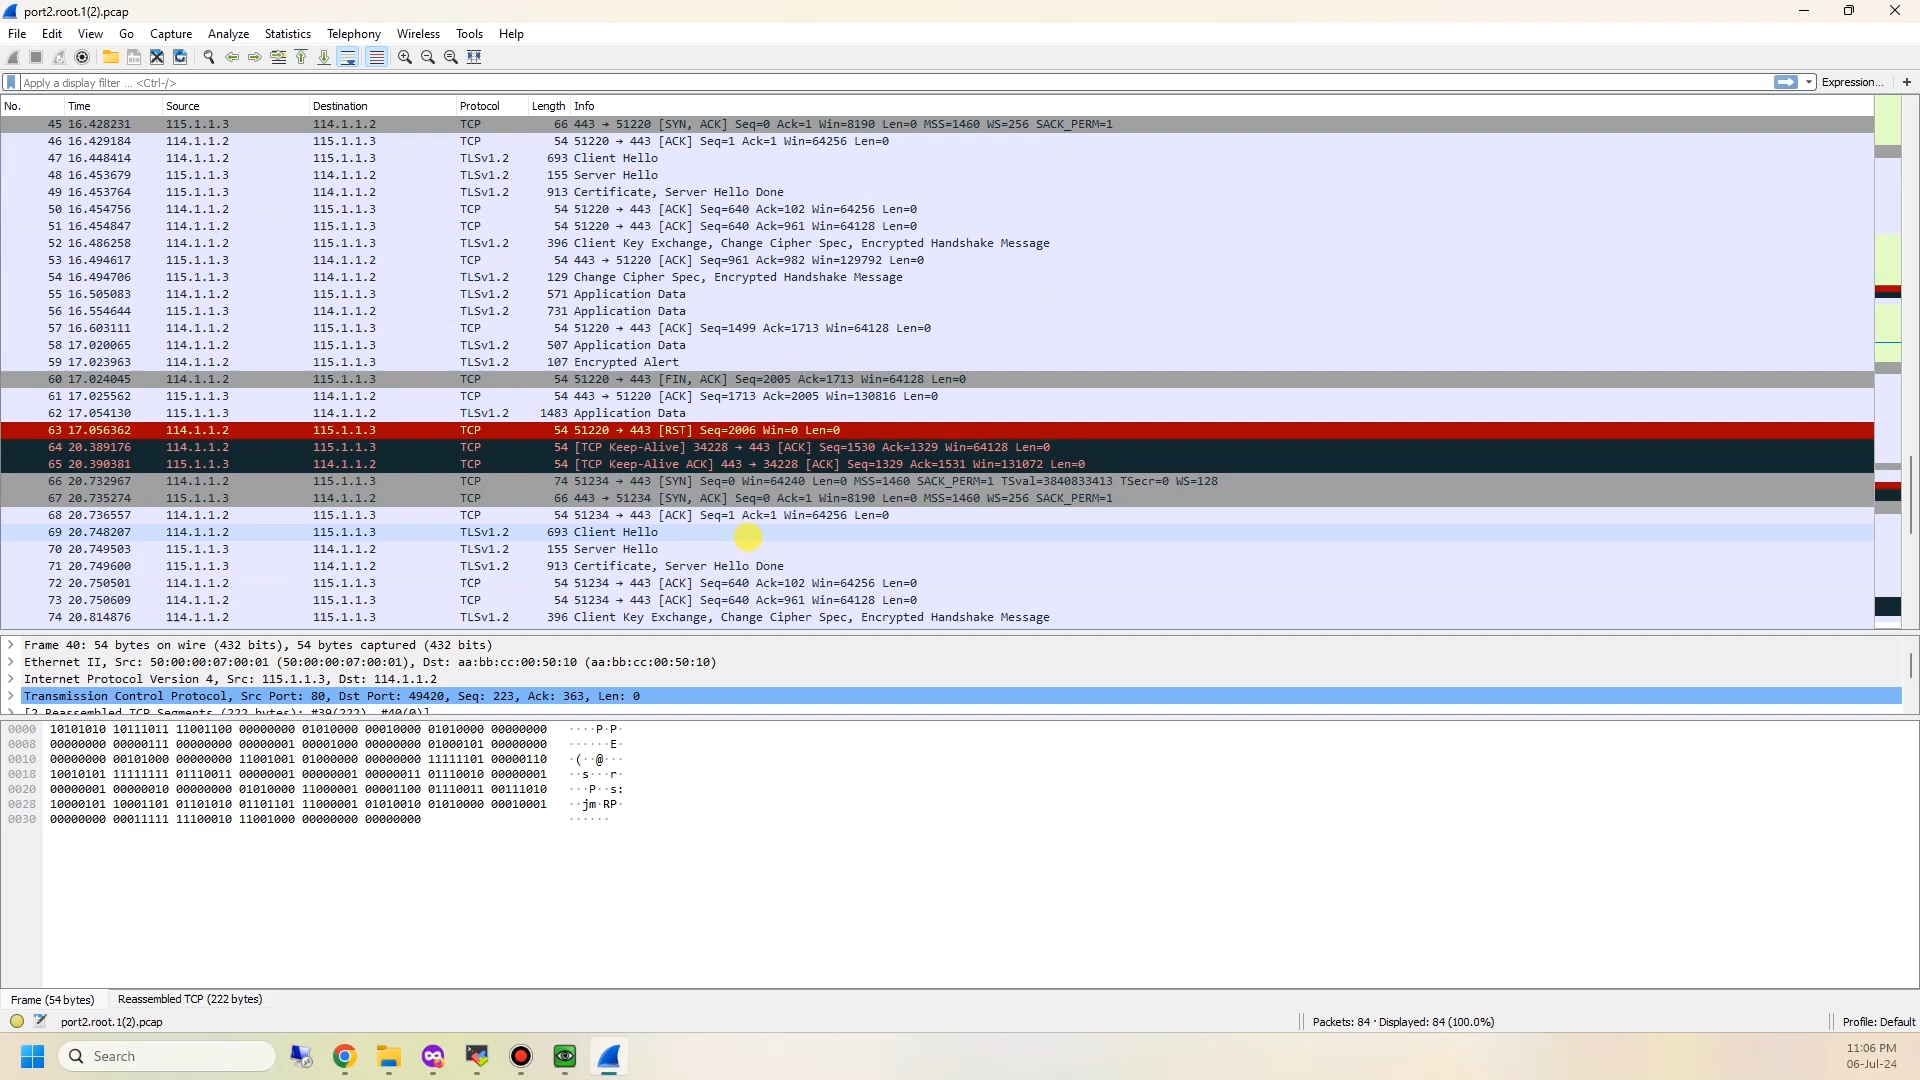 port2.root.1(2).pcap
File Edit View Go Capture Analyze Statistics Telephony Wireless Tools Help
Apply a display filter ... <Ctrl-/> Expression... +
No. Time Source Destination Protocol Length Info
45 16.428231 115.1.1.3 114.1.1.2 TCP 66 443 → 51220 [SYN, ACK] Seq=0 Ack=1 Win=8190 Len=0 MSS=1460 WS=256 SACK_PERM=1
46 16.429184 114.1.1.2 115.1.1.3 TCP 54 51220 → 443 [ACK] Seq=1 Ack=1 Win=64256 Len=0
47 16.448414 114.1.1.2 115.1.1.3 TLSv1.2 693 Client Hello
48 16.453679 115.1.1.3 114.1.1.2 TLSv1.2 155 Server Hello
49 16.453764 115.1.1.3 114.1.1.2 TLSv1.2 913 Certificate, Server Hello Done
50 16.454756 114.1.1.2 115.1.1.3 TCP 54 51220 → 443 [ACK] Seq=640 Ack=102 Win=64256 Len=0
51 16.454847 114.1.1.2 115.1.1.3 TCP 54 51220 → 443 [ACK] Seq=640 Ack=961 Win=64128 Len=0
52 16.486258 114.1.1.2 115.1.1.3 TLSv1.2 396 Client Key Exchange, Change Cipher Spec, Encrypted Handshake Message
53 16.494617 115.1.1.3 114.1.1.2 TCP 54 443 → 51220 [ACK] Seq=961 Ack=982 Win=129792 Len=0
54 16.494706 115.1.1.3 114.1.1.2 TLSv1.2 129 Change Cipher Spec, Encrypted Handshake Message
55 16.505083 114.1.1.2 115.1.1.3 TLSv1.2 571 Application Data
56 16.554644 115.1.1.3 114.1.1.2 TLSv1.2 731 Application Data
57 16.603111 114.1.1.2 115.1.1.3 TCP 54 51220 → 443 [ACK] Seq=1499 Ack=1713 Win=64128 Len=0
58 17.020065 114.1.1.2 115.1.1.3 TLSv1.2 507 Application Data
59 17.023963 114.1.1.2 115.1.1.3 TLSv1.2 107 Encrypted Alert
60 17.024045 114.1.1.2 115.1.1.3 TCP 54 51220 → 443 [FIN, ACK] Seq=2005 Ack=1713 Win=64128 Len=0
61 17.025562 115.1.1.3 114.1.1.2 TCP 54 443 → 51220 [ACK] Seq=1713 Ack=2005 Win=130816 Len=0
62 17.054130 115.1.1.3 114.1.1.2 TLSv1.2 1483 Application Data
63 17.056362 114.1.1.2 115.1.1.3 TCP 54 51220 → 443 [RST] Seq=2006 Win=0 Len=0
64 20.389176 114.1.1.2 115.1.1.3 TCP 54 [TCP Keep-Alive] 34228 → 443 [ACK] Seq=1530 Ack=1329 Win=64128 Len=0
65 20.390381 115.1.1.3 114.1.1.2 TCP 54 [TCP Keep-Alive ACK] 443 → 34228 [ACK] Seq=1329 Ack=1531 Win=131072 Len=0
66 20.732967 114.1.1.2 115.1.1.3 TCP 74 51234 → 443 [SYN] Seq=0 Win=64240 Len=0 MSS=1460 SACK_PERM=1 TSval=3840833413 TSecr=0 WS=128
67 20.735274 115.1.1.3 114.1.1.2 TCP 66 443 → 51234 [SYN, ACK] Seq=0 Ack=1 Win=8190 Len=0 MSS=1460 WS=256 SACK_PERM=1
68 20.736557 114.1.1.2 115.1.1.3 TCP 54 51234 → 443 [ACK] Seq=1 Ack=1 Win=64256 Len=0
69 20.748207 114.1.1.2 115.1.1.3 TLSv1.2 693 Client Hello
70 20.749503 115.1.1.3 114.1.1.2 TLSv1.2 155 Server Hello
71 20.749600 115.1.1.3 114.1.1.2 TLSv1.2 913 Certificate, Server Hello Done
72 20.750501 114.1.1.2 115.1.1.3 TCP 54 51234 → 443 [ACK] Seq=640 Ack=102 Win=64256 Len=0
73 20.750609 114.1.1.2 115.1.1.3 TCP 54 51234 → 443 [ACK] Seq=640 Ack=961 Win=64128 Len=0
74 20.814876 114.1.1.2 115.1.1.3 TLSv1.2 396 Client Key Exchange, Change Cipher Spec, Encrypted Handshake Message
Frame 40: 54 bytes on wire (432 bits), 54 bytes captured (432 bits)
Ethernet II, Src: 50:00:00:07:00:01 (50:00:00:07:00:01), Dst: aa:bb:cc:00:50:10 (aa:bb:cc:00:50:10)
Internet Protocol Version 4, Src: 115.1.1.3, Dst: 114.1.1.2
Transmission Control Protocol, Src Port: 80, Dst Port: 49420, Seq: 223, Ack: 363, Len: 0
[2 Reassembled TCP Segments (222 bytes): #39(222), #40(0)]
0000 10101010 10111011 11001100 00000000 01010000 00010000 01010000 00000000 ····P·P·
0008 00000000 00000111 00000000 00000001 00001000 00000000 01000101 00000000 ······E·
0010 00000000 00101000 00000000 11001001 01000000 00000000 11111101 00000110 ·(··@···
0018 10010101 11111111 01110011 00000001 00000001 00000011 01110010 00000001 ··s···r·
0020 00000001 00000010 00000000 01010000 11000001 00001100 01110011 00111010 ···P··s:
0028 10000101 10001101 01101010 01101101 11000001 01010010 01010000 00010001 ··jm·RP·
0030 00000000 00011111 11100010 11001000 00000000 00000000 ······
Frame (54 bytes) Reassembled TCP (222 bytes)
port2.root.1(2).pcap Packets: 84 · Displayed: 84 (100.0%) Profile: Default
Search
11:06 PM
06-Jul-24